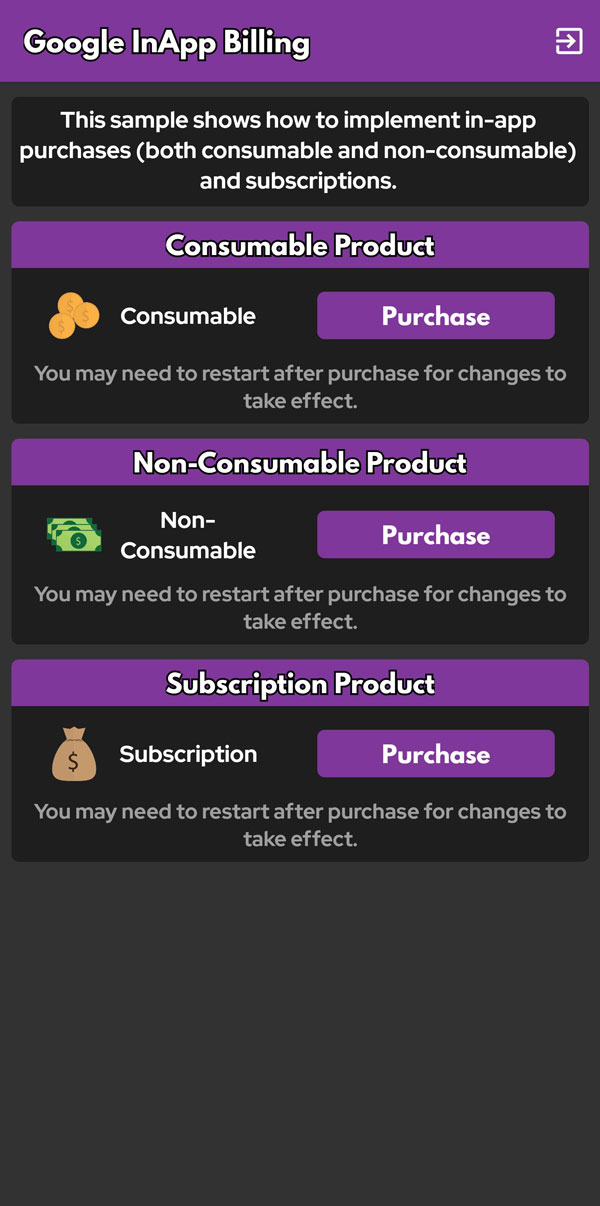 Google InApp Billing
This sample shows how to implement in-app
purchases (both consumable and non-consumable)
and subscriptions.
Consumable Product
Consumable
Purchase
You may need to restart after purchase for changes to
take effect.
Non-Consumable Product
Non-
Consumable
Purchase
You may need to restart after purchase for changes to
take effect.
Subscription Product
$
Subscription
Purchase
You may need to restart after purchase for changes to
take effect.